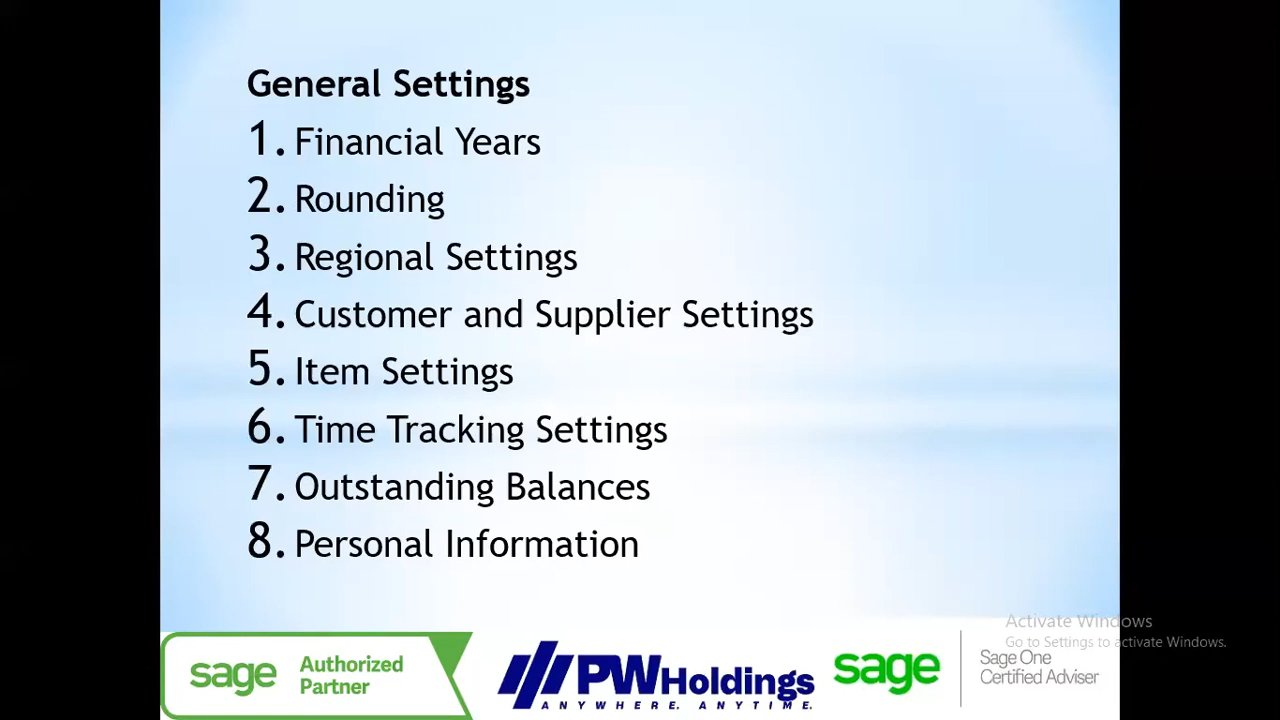 General Settings
1. Financial Years
2. Rounding
3. Regional Settings
4. Customer and Supplier Settings
5. Item Settings
6. Time Tracking Settings
7. Outstanding Balances
8. Personal Information
Activate Windows
Go to Settings to activate Windows.
sage
Authorized
Partner
PW Holdings
ANYWHERE. ANYTIME.
sage
Sage One
Certified Adviser